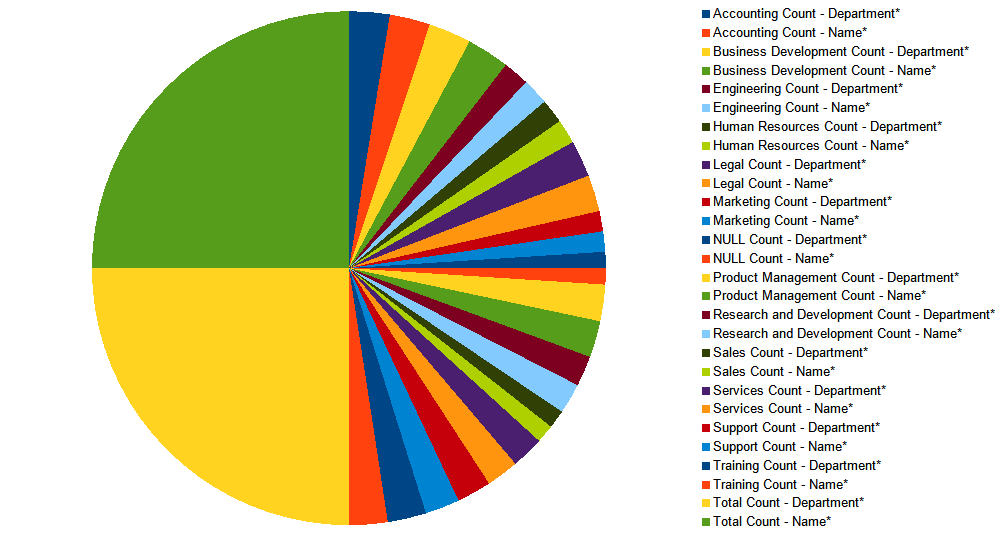 Accounting Count - Department*
Accounting Count - Name*
Business Development Count - Department*
Business Development Count - Name*
Engineering Count - Department*
Engineering Count - Name*
Human Resources Count - Department*
Human Resources Count - Name*
Legal Count - Department*
Legal Count - Name*
Marketing Count - Department*
Marketing Count - Name*
NULL Count - Department*
NULL Count - Name*
Product Management Count - Department*
Product Management Count - Name*
Research and Development Count - Department*
Research and Development Count - Name*
Sales Count - Department*
Sales Count - Name*
Services Count - Department*
Services Count - Name*
Support Count - Department*
Support Count - Name*
Training Count - Department*
Training Count - Name*
Total Count - Department*
Total Count - Name*